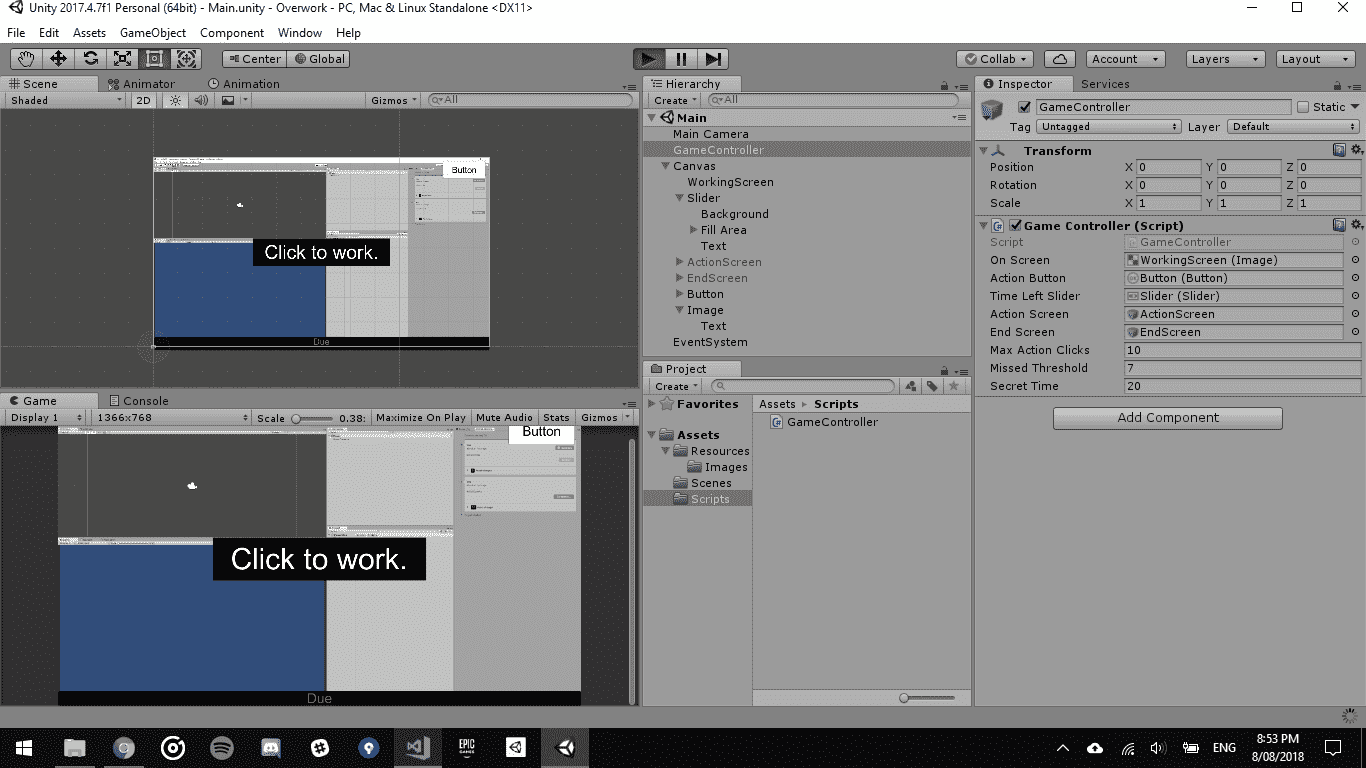 Unity 2017.4.7f1 Personal (64bit) - Main.unity - Overwork - PC, Mac & Linux Standalone <DX11>
File Edit Assets GameObject Component Window Help
Center Global Collab Account Layers Layout
Scene Animator Animation
Shaded 2D Gizmos All
Button
Click to work.
Due
Game Console
Display 1 1366x768 Scale 0.38: Maximize On Play Mute Audio Stats Gizmos
Button
Click to work.
Due
Hierarchy
Create All
Main
Main Camera
GameController
Canvas
WorkingScreen
Slider
Background
Fill Area
Text
ActionScreen
EndScreen
Button
Image
Text
EventSystem
Project
Create
Favorites
Assets
Resources
Images
Scenes
Scripts
Assets Scripts
GameController
Inspector Services
GameController Static
Tag Untagged Layer Default
Transform
Position X 0 Y 0 Z 0
Rotation X 0 Y 0 Z 0
Scale X 1 Y 1 Z 1
Game Controller (Script)
Script GameController
On Screen WorkingScreen (Image)
Action Button Button (Button)
Time Left Slider Slider (Slider)
Action Screen ActionScreen
End Screen EndScreen
Max Action Clicks 10
Missed Threshold 7
Secret Time 20
Add Component
EPIC
GAMES
ENG
8:53 PM
8/08/2018